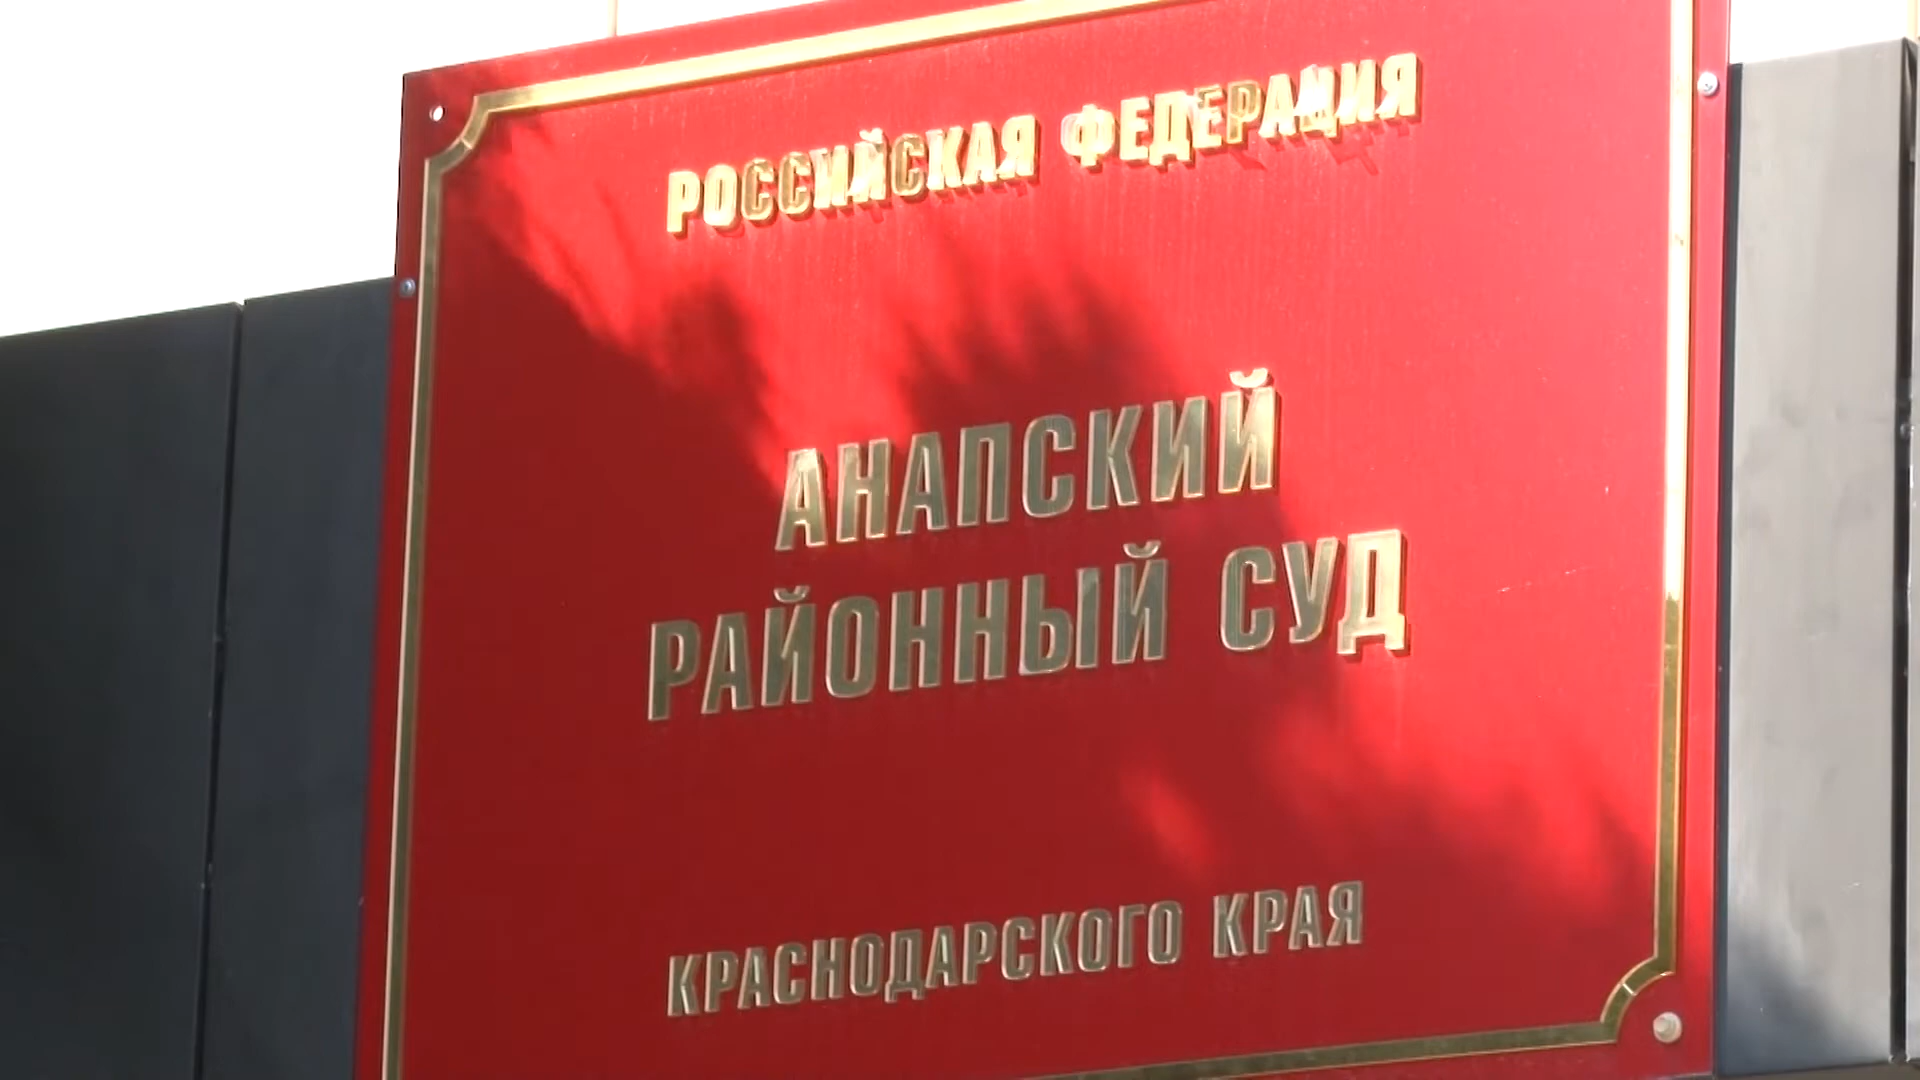 РОССИЙСКАЯ ФЕДЕРАЦИЯ
АНАПСКИЙ
РАЙОННЫЙ СУД
КРАСНОДАРСКОГО КРАЯ